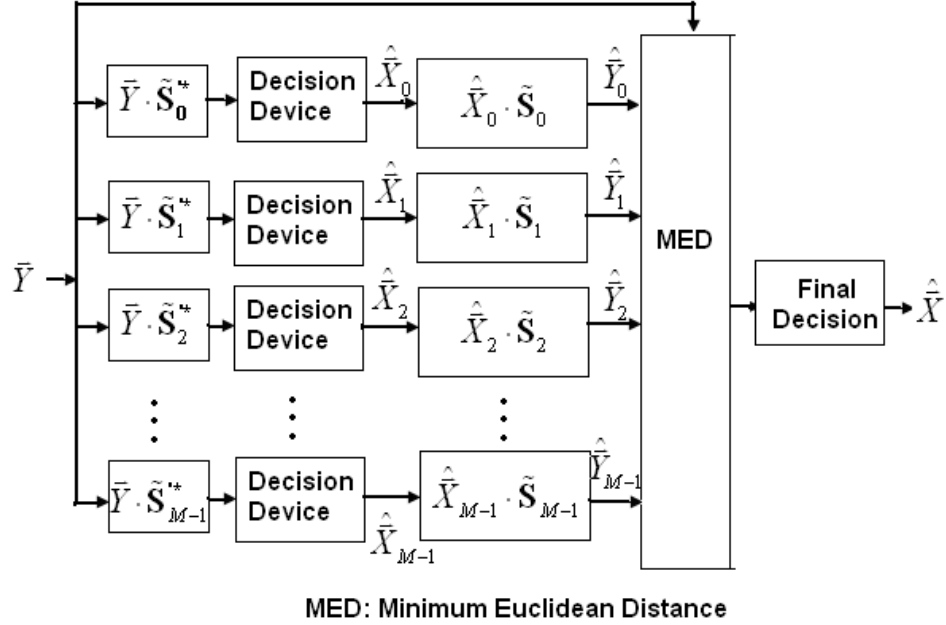 Ȳ · S̃₀'* Decision Device X̄̂₀ X̄̂₀ · S̃₀ Ȳ̂₀
Ȳ · S̃₁'* Decision Device X̄̂₁ X̄̂₁ · S̃₁ Ȳ̂₁
MED
Ȳ
Ȳ · S̃₂'* Decision Device X̄̂₂ X̄̂₂ · S̃₂ Ȳ̂₂
Final Decision X̄̂
Ȳ · S̃'*_{M-1} Decision Device X̄̂_{M-1} X̄̂_{M-1} · S̃_{M-1} Ȳ̂_{M-1}
MED: Minimum Euclidean Distance